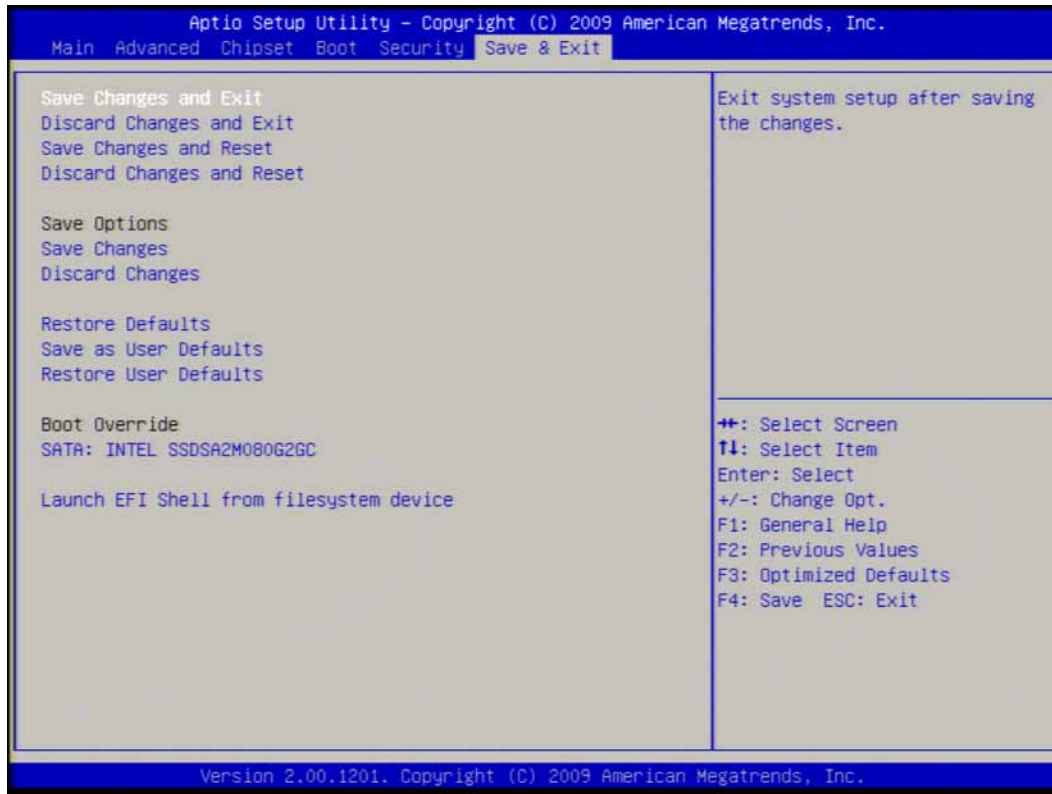 Aptio Setup Utility – Copyright (C) 2009 American Megatrends, Inc.
Main Advanced Chipset Boot Security Save & Exit
Save Changes and Exit
Discard Changes and Exit
Save Changes and Reset
Discard Changes and Reset
Save Options
Save Changes
Discard Changes
Restore Defaults
Save as User Defaults
Restore User Defaults
Boot Override
SATA: INTEL SSDSA2M080G2GC
Launch EFI Shell from filesystem device
Exit system setup after saving
the changes.
→←: Select Screen
↑↓: Select Item
Enter: Select
+/-: Change Opt.
F1: General Help
F2: Previous Values
F3: Optimized Defaults
F4: Save ESC: Exit
Version 2.00.1201. Copyright (C) 2009 American Megatrends, Inc.